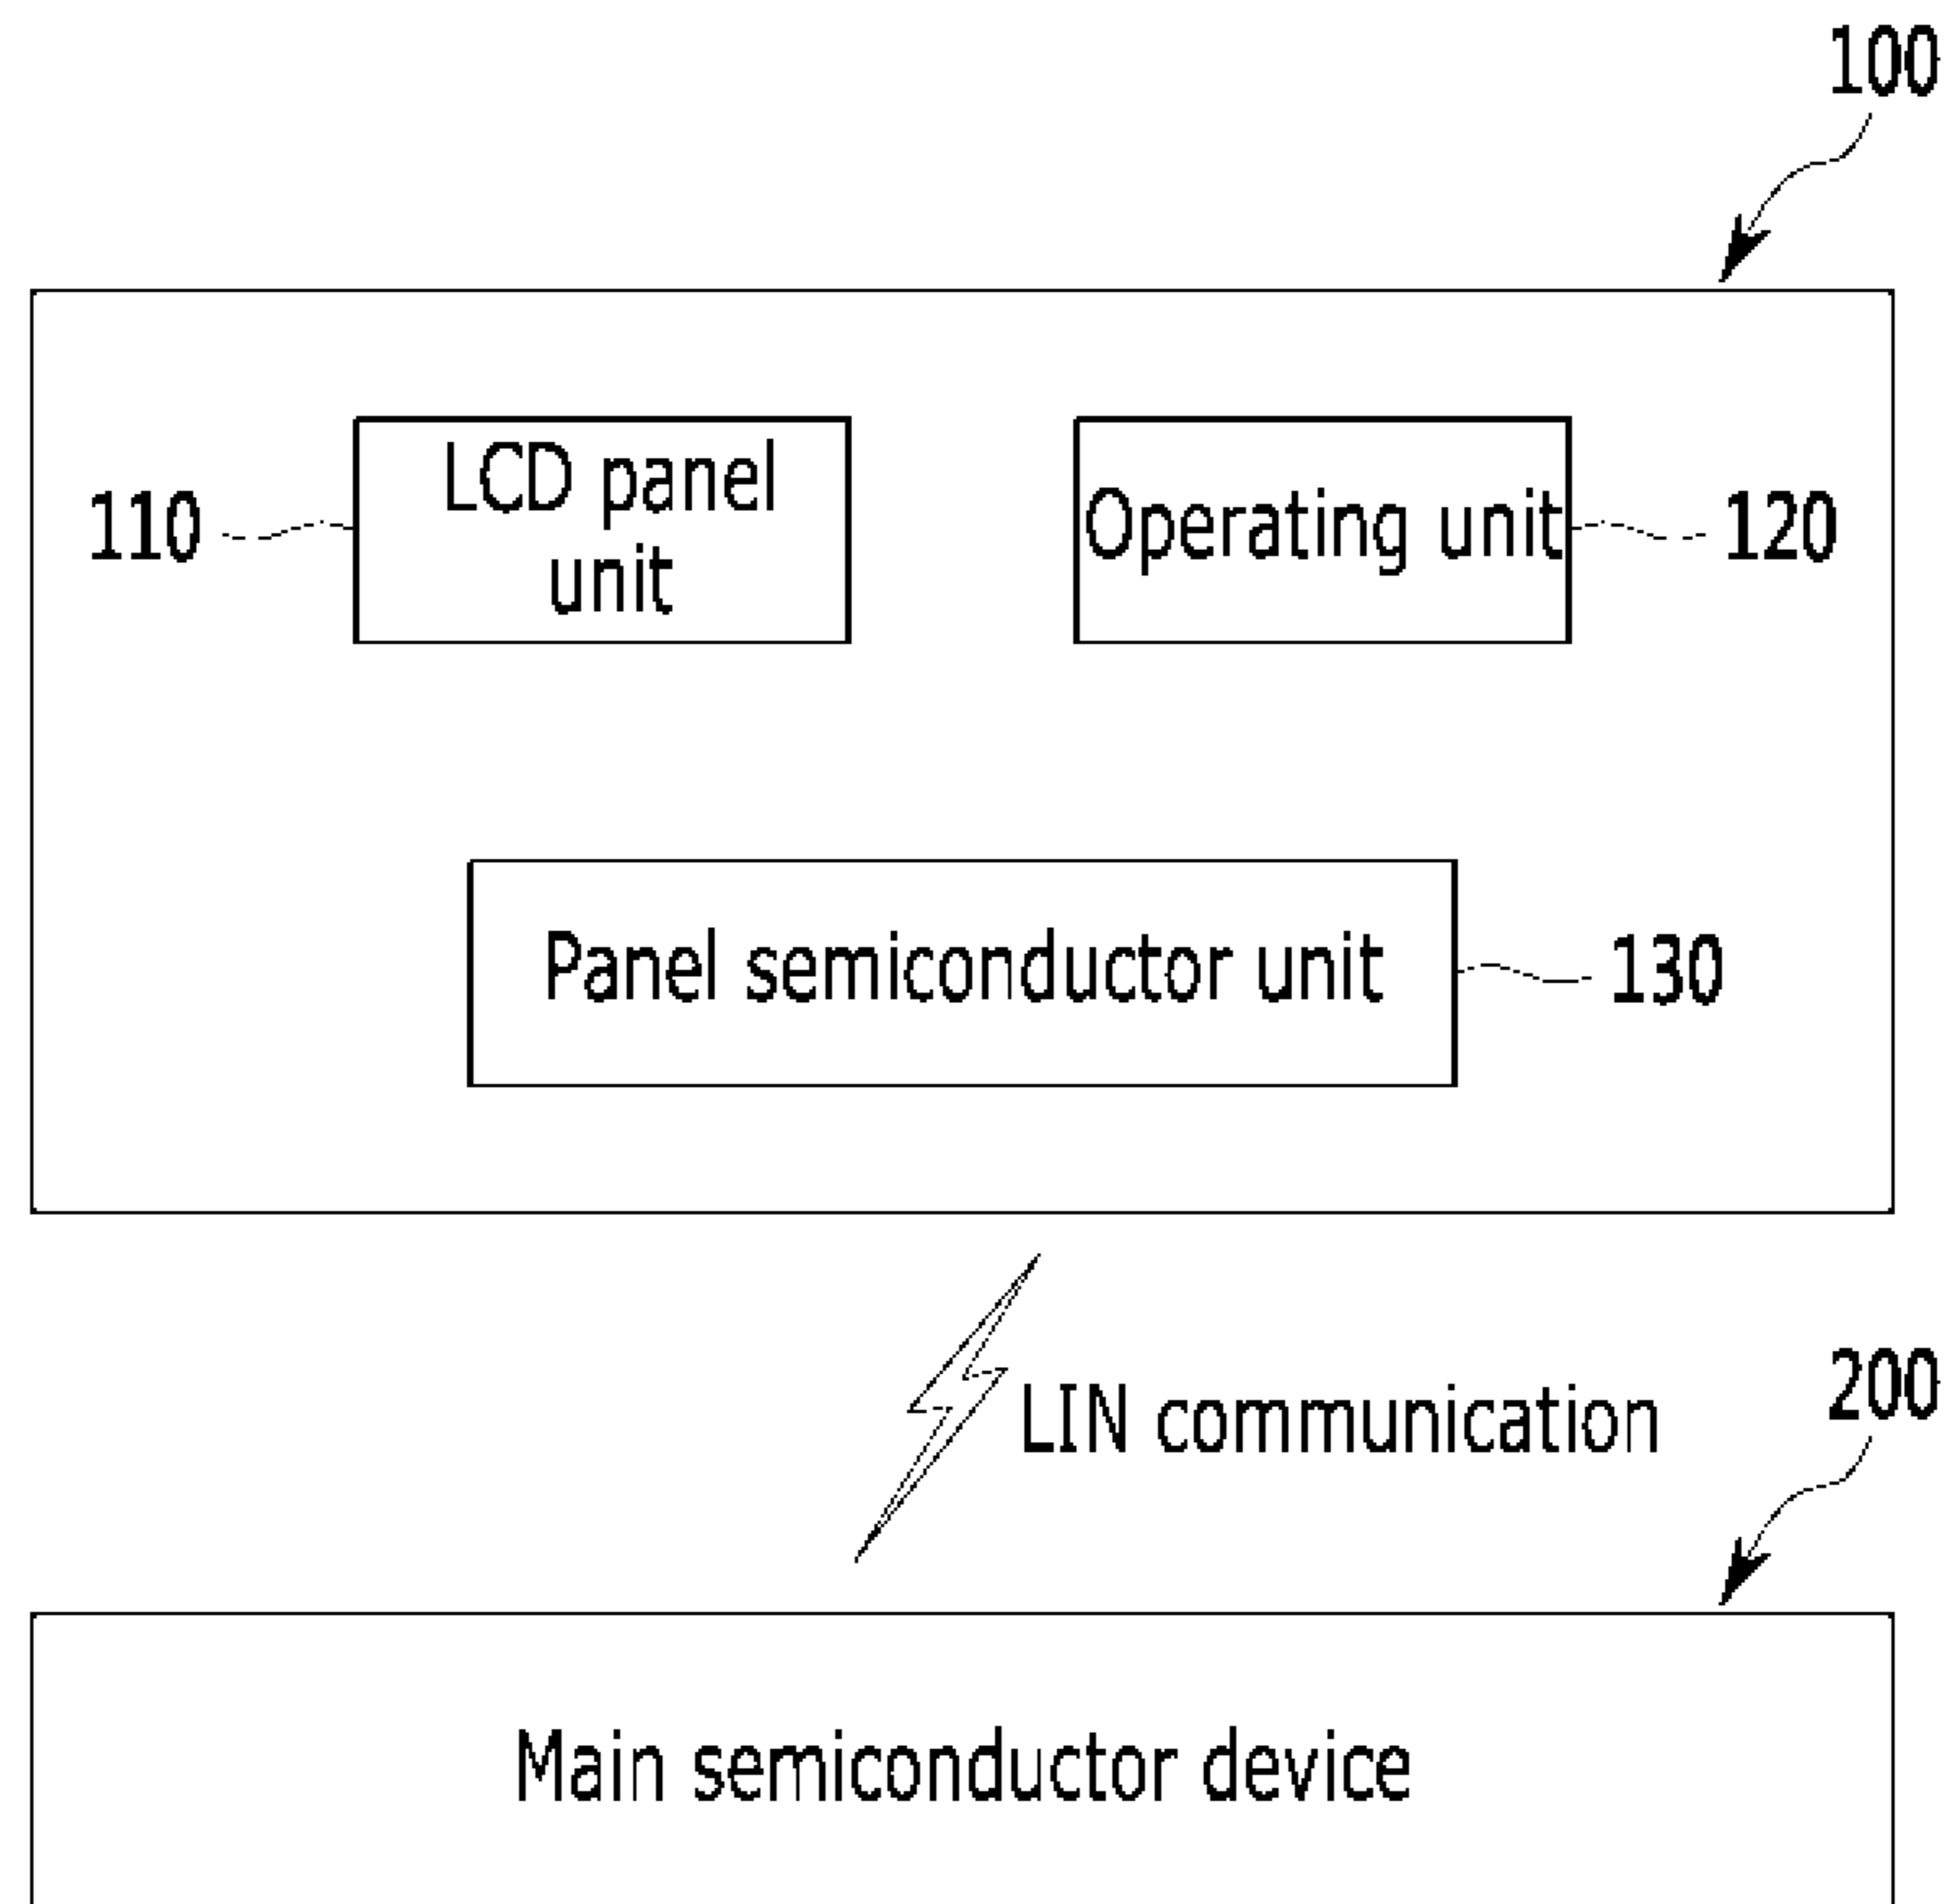 100
LCD panel
unit
110
Operating unit
120
Panel semiconductor unit
130
LIN communication
200
Main semiconductor device